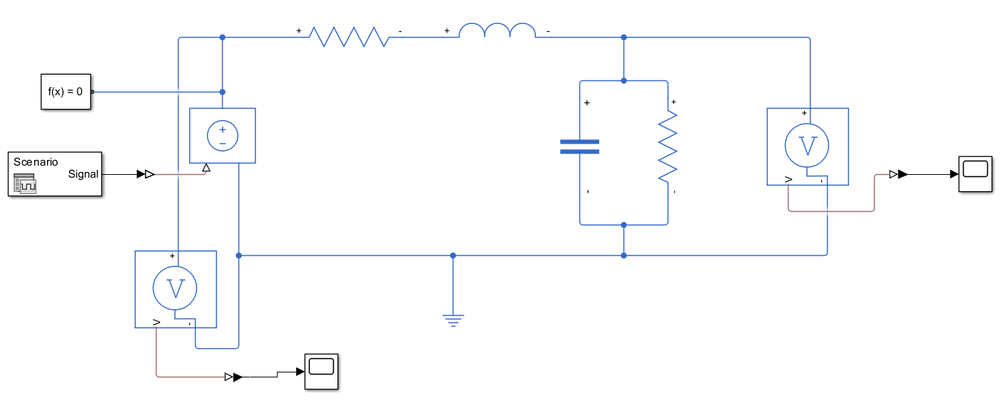 + - + -
f(x) = 0
+ + +
+
−
V
Scenario
Signal
- -
V -
+
V
V -